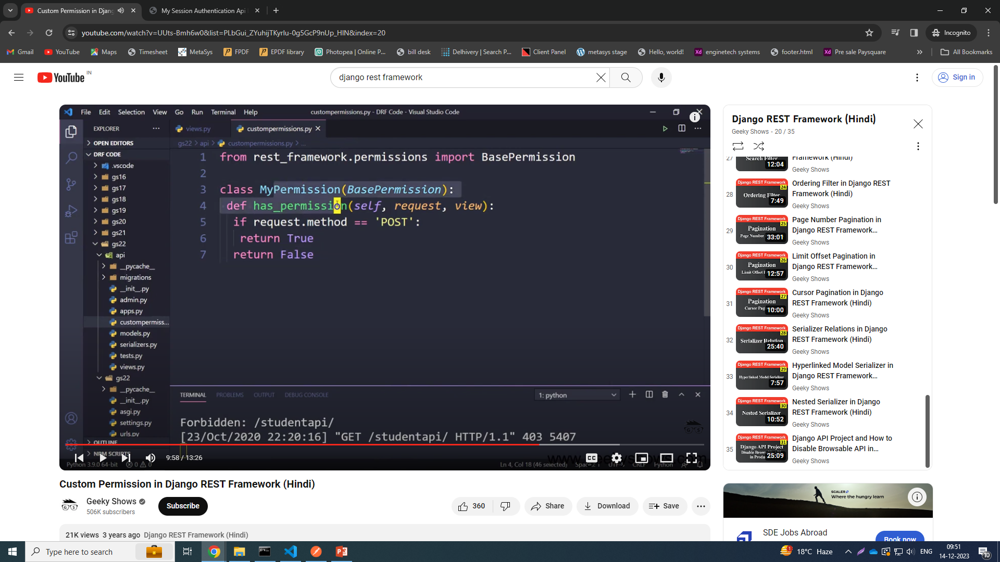 Custom Permission in Djang
My Session Authentication Api
youtube.com/watch?v=UUts-Bmh6w0&list=PLbGui_ZYuhijTKyrlu-0g5GcP9nUp_HIN&index=20
Incognito
Gmail
YouTube
Maps
Timesheet
MetaSys
FPDF
EPDF library
Photopea | Online P...
bill desk
Delhivery | Search P...
Client Panel
metasys stage
Hello, world!
enginetech systems
footer.html
Pre sale Paysquare
All Bookmarks
YouTube IN
django rest framework
Sign in
File Edit Selection View Go Run Terminal Help
custompermissions.py - DRF Code - Visual Studio Code
EXPLORER
OPEN EDITORS
DRF CODE
.vscode
gs16
gs17
gs18
gs19
gs20
gs21
gs22
api
__pycache__
migrations
__init__.py
admin.py
apps.py
custompermiss...
models.py
serializers.py
tests.py
views.py
gs22
__pycache__
__init__.py
asgi.py
settings.py
urls.py
OUTLINE
NPM SCRIPTS
views.py
custompermissions.py
gs22 > api > custompermissions.py > ...
1 from rest_framework.permissions import BasePermission
2
3 class MyPermission(BasePermission):
4 def has_permission(self, request, view):
5 if request.method == 'POST':
6 return True
7 return False
TERMINAL PROBLEMS OUTPUT DEBUG CONSOLE
1: python
Forbidden: /studentapi/
[23/Oct/2020 22:20:16] "GET /studentapi/ HTTP/1.1" 403 5407
9:58 / 13:26
CC
Python 3.9.0 64-bit 0 0
Ln 4, Col 18 (46 selected)
CRLF
Python
Custom Permission in Django REST Framework (Hindi)
Geeky Shows
506K subscribers
Subscribe
360
Share
Download
Save
21K views 3 years ago Django REST Framework (Hindi)
Django REST Framework (Hindi)
Geeky Shows - 20 / 35
27
Search Filter
12:04
Framework (Hindi)
Geeky Shows
28
Django REST Framework
24
Ordering Filter
7:49
Ordering Filter in Django REST
Framework (Hindi)
Geeky Shows
29
Django REST Framework
25
Pagination
Page Number
33:01
Page Number Pagination in
Django REST Framework...
Geeky Shows
30
Django REST Framework
26
Pagination
Limit Offset
12:57
Limit Offset Pagination in
Django REST Framework...
Geeky Shows
31
Django REST Framework
27
Pagination
10:00
Cursor Pagination in Django
REST Framework (Hindi)
Geeky Shows
32
Django REST Framework
28
Serializer Relation
25:40
Serializer Relations in Django
REST Framework (Hindi)
Geeky Shows
33
Django REST Framework
29
Hyperlinked Model Serializer
7:57
Hyperlinked Model Serializer in
Django REST Framework...
Geeky Shows
34
Django REST Framework
30
Nested Serializer
10:52
Nested Serializer in Django
REST Framework (Hindi)
Geeky Shows
35
Django REST Framework
31
Django API Project
25:09
Django API Project and How to
Disable Browsable API in...
Geeky Shows
SCALER
Where the hungry learn
SDE Jobs Abroad
Book now
Type here to search
18°C Haze
ENG
09:51
14-12-2023
10